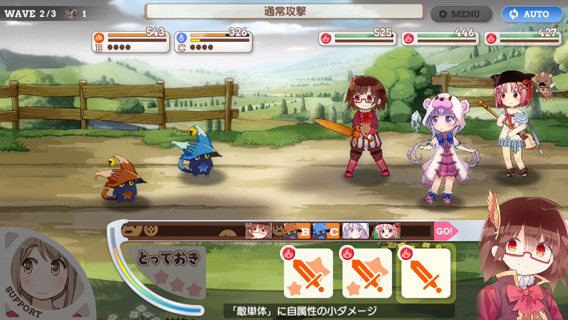 WAVE 2/3 1
通常攻撃
MENU
AUTO
543
B
326
C
525
446
427
B
C
GO!
とっておき
SUPPORT
「敵単体」に自属性の小ダメージ